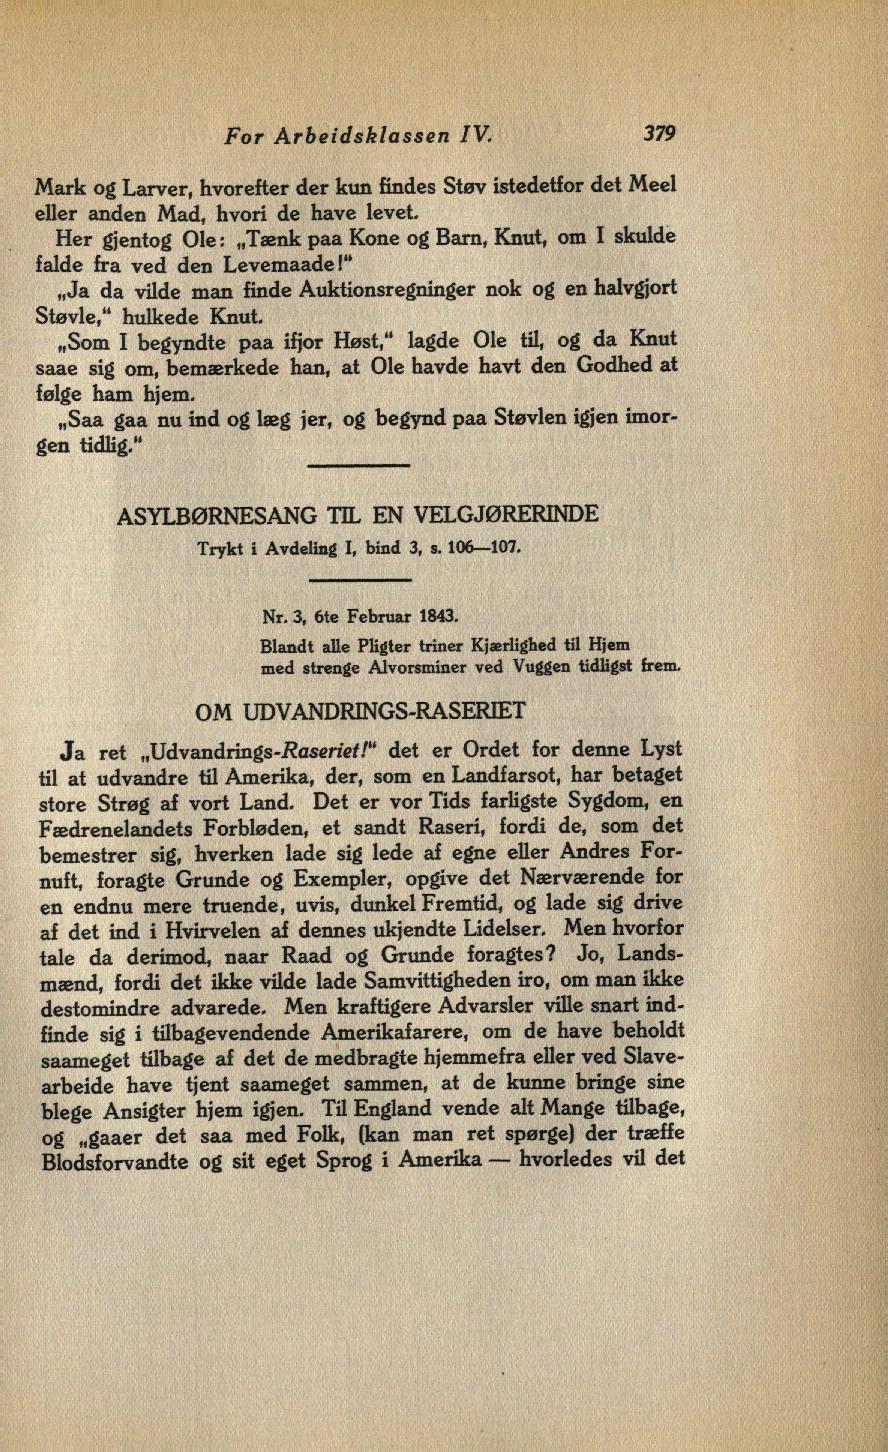 For Arbeidsklassen IV. 379
Mark og Larver, hvorefter der kun findes Støv istedetfor det Meel
eller anden Mad, hvori de have levet.
Her gjentog Ole: „Tænk paa Kone og Barn, Knut, om I skulde
falde fra ved den Levemaade!“
„Ja da vilde man finde Auktionsregninger nok og en halvgjort
Støvle,“ hulkede Knut.
„Som I begyndte paa ifjor Høst,“ lagde Ole til, og da Knut
saae sig om, bemærkede han, at Ole havde havt den Godhed at
følge ham hjem.
„Saa gaa nu ind og læg jer, og begynd paa Støvlen igjen imor-
gen tidlig.“
ASYLBØRNESANG TIL EN VELGJØRERINDE
Trykt i Avdeling I, bind 3, s. 106—107.
Nr. 3, 6te Februar 1843.
Blandt alle Pligter triner Kjærlighed til Hjem
med strenge Alvorsminer ved Vuggen tidligst frem.
OM UDVANDRINGS-RASERIET
Ja ret „Udvandrings-Raseriet!“ det er Ordet for denne Lyst
til at udvandre til Amerika, der, som en Landfarsot, har betaget
store Strøg af vort Land. Det er vor Tids farligste Sygdom, en
Fædrenelandets Forbløden, et sandt Raseri, fordi de, som det
bemestrer sig, hverken lade sig lede af egne eller Andres For-
nuft, foragte Grunde og Exempler, opgive det Nærværende for
en endnu mere truende, uvis, dunkel Fremtid, og lade sig drive
af det ind i Hvirvelen af dennes ukjendte Lidelser. Men hvorfor
tale da derimod, naar Raad og Grunde foragtes? Jo, Lands-
mænd, fordi det ikke vilde lade Samvittigheden iro, om man ikke
destomindre advarede. Men kraftigere Advarsler ville snart ind-
finde sig i tilbagevendende Amerikafarere, om de have beholdt
saameget tilbage af det de medbragte hjemmefra eller ved Slave-
arbeide have tjent saameget sammen, at de kunne bringe sine
blege Ansigter hjem igjen. Til England vende alt Mange tilbage,
og „gaaer det saa med Folk, (kan man ret spørge) der træffe
Blodsforvandte og sit eget Sprog i Amerika — hvorledes vil det